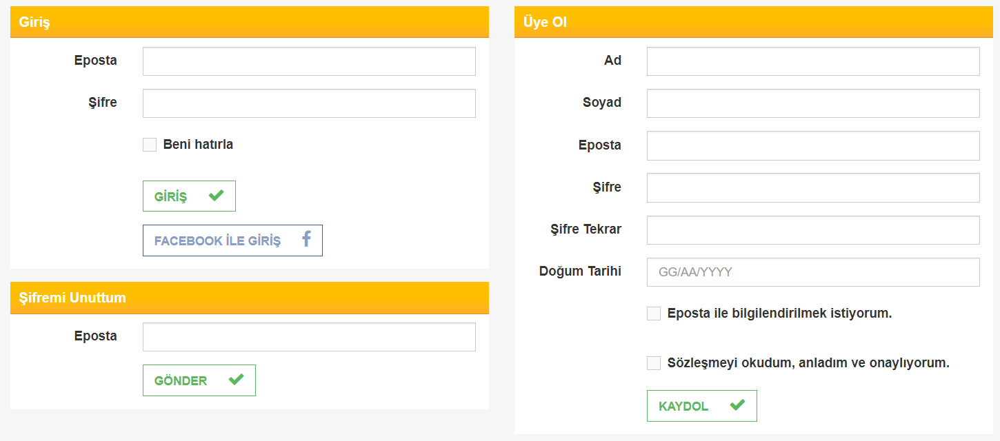 Giriş
Eposta
Şifre
Beni hatırla
GİRİŞ
FACEBOOK İLE GİRİŞ
Şifremi Unuttum
Eposta
GÖNDER
Üye Ol
Ad
Soyad
Eposta
Şifre
Şifre Tekrar
Doğum Tarihi GG/AA/YYYY
Eposta ile bilgilendirilmek istiyorum.
Sözleşmeyi okudum, anladım ve onaylıyorum.
KAYDOL